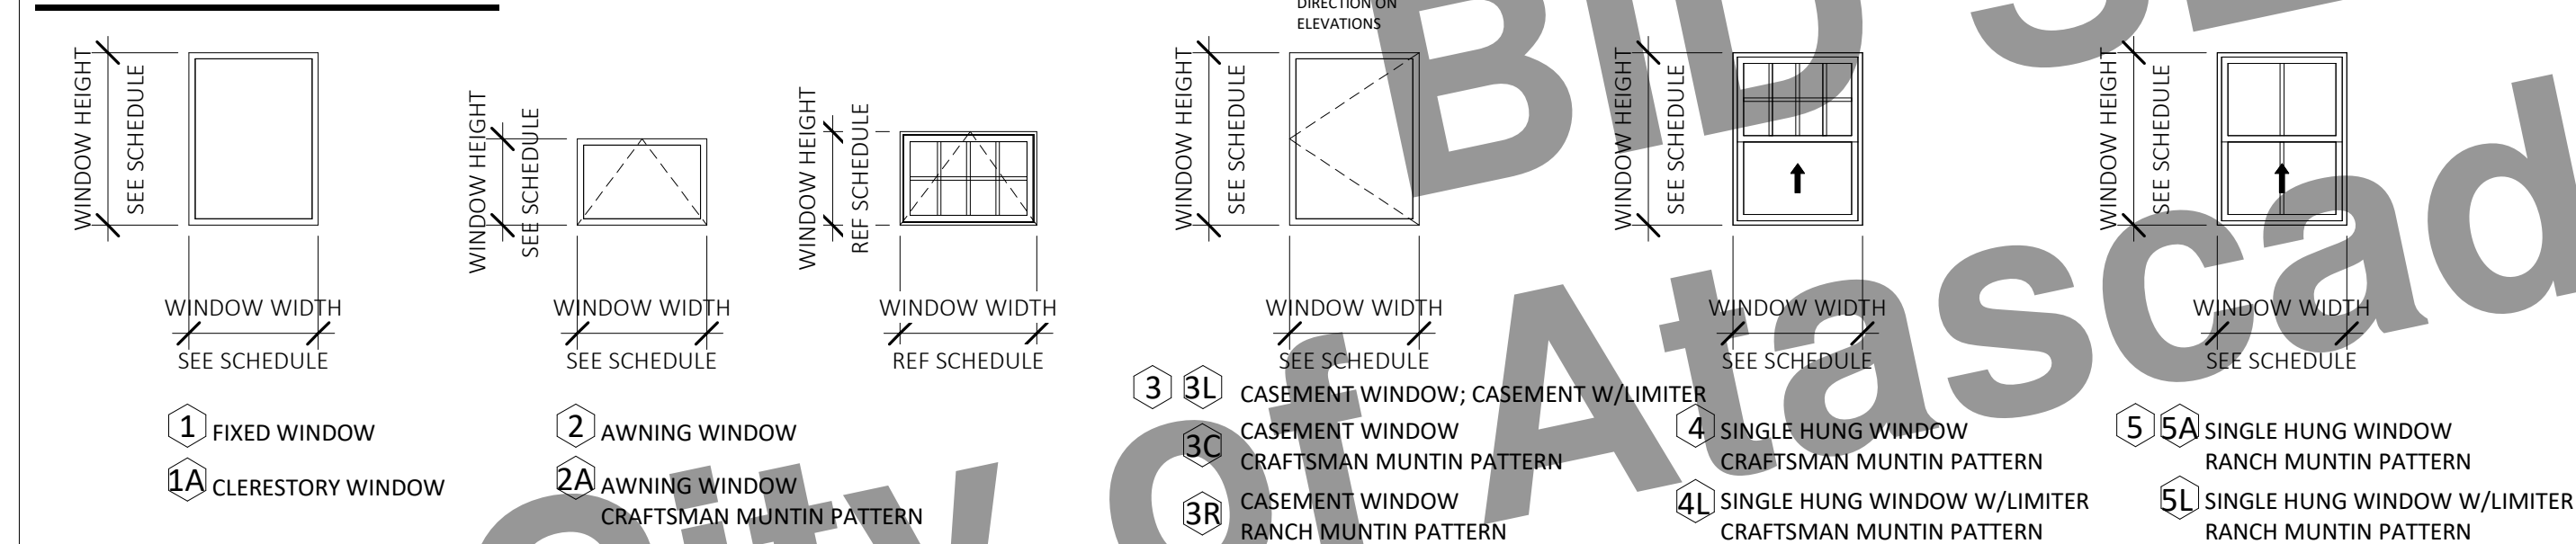 DIRECTION ON
ELEVATIONS
WINDOW HEIGHT
SEE SCHEDULE
WINDOW WIDTH
SEE SCHEDULE
1 FIXED WINDOW
1A CLERESTORY WINDOW
WINDOW HEIGHT
SEE SCHEDULE
WINDOW WIDTH
SEE SCHEDULE
2 AWNING WINDOW
2A AWNING WINDOW
CRAFTSMAN MUNTIN PATTERN
WINDOW HEIGHT
REF SCHEDULE
WINDOW WIDTH
REF SCHEDULE
WINDOW HEIGHT
SEE SCHEDULE
WINDOW WIDTH
SEE SCHEDULE
3 3L CASEMENT WINDOW; CASEMENT W/LIMITER
3C CASEMENT WINDOW
CRAFTSMAN MUNTIN PATTERN
3R CASEMENT WINDOW
RANCH MUNTIN PATTERN
WINDOW HEIGHT
SEE SCHEDULE
WINDOW WIDTH
SEE SCHEDULE
4 SINGLE HUNG WINDOW
CRAFTSMAN MUNTIN PATTERN
4L SINGLE HUNG WINDOW W/LIMITER
CRAFTSMAN MUNTIN PATTERN
WINDOW HEIGHT
SEE SCHEDULE
WINDOW WIDTH
SEE SCHEDULE
5 5A SINGLE HUNG WINDOW
RANCH MUNTIN PATTERN
5L SINGLE HUNG WINDOW W/LIMITER
RANCH MUNTIN PATTERN
BID
City of Atascad